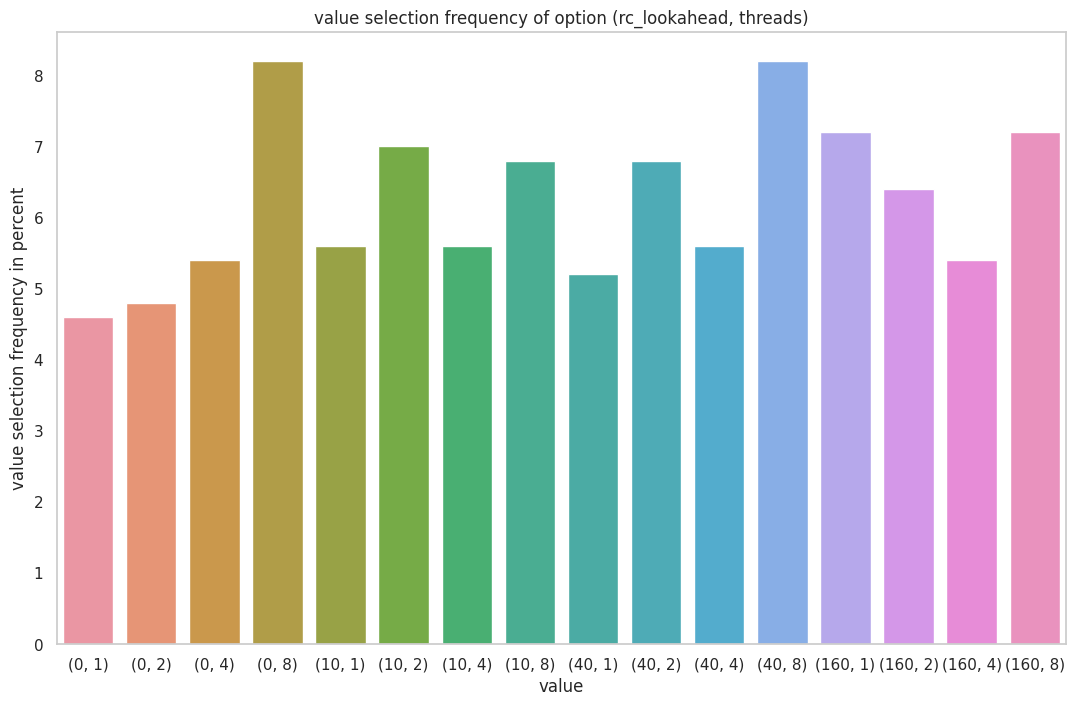 value selection frequency of option (rc_lookahead, threads)
value selection frequency in percent
8
7
6
5
4
3
2
1
0
(0, 1) (0, 2) (0, 4) (0, 8) (10, 1) (10, 2) (10, 4) (10, 8) (40, 1) (40, 2) (40, 4) (40, 8) (160, 1) (160, 2) (160, 4) (160, 8)
value